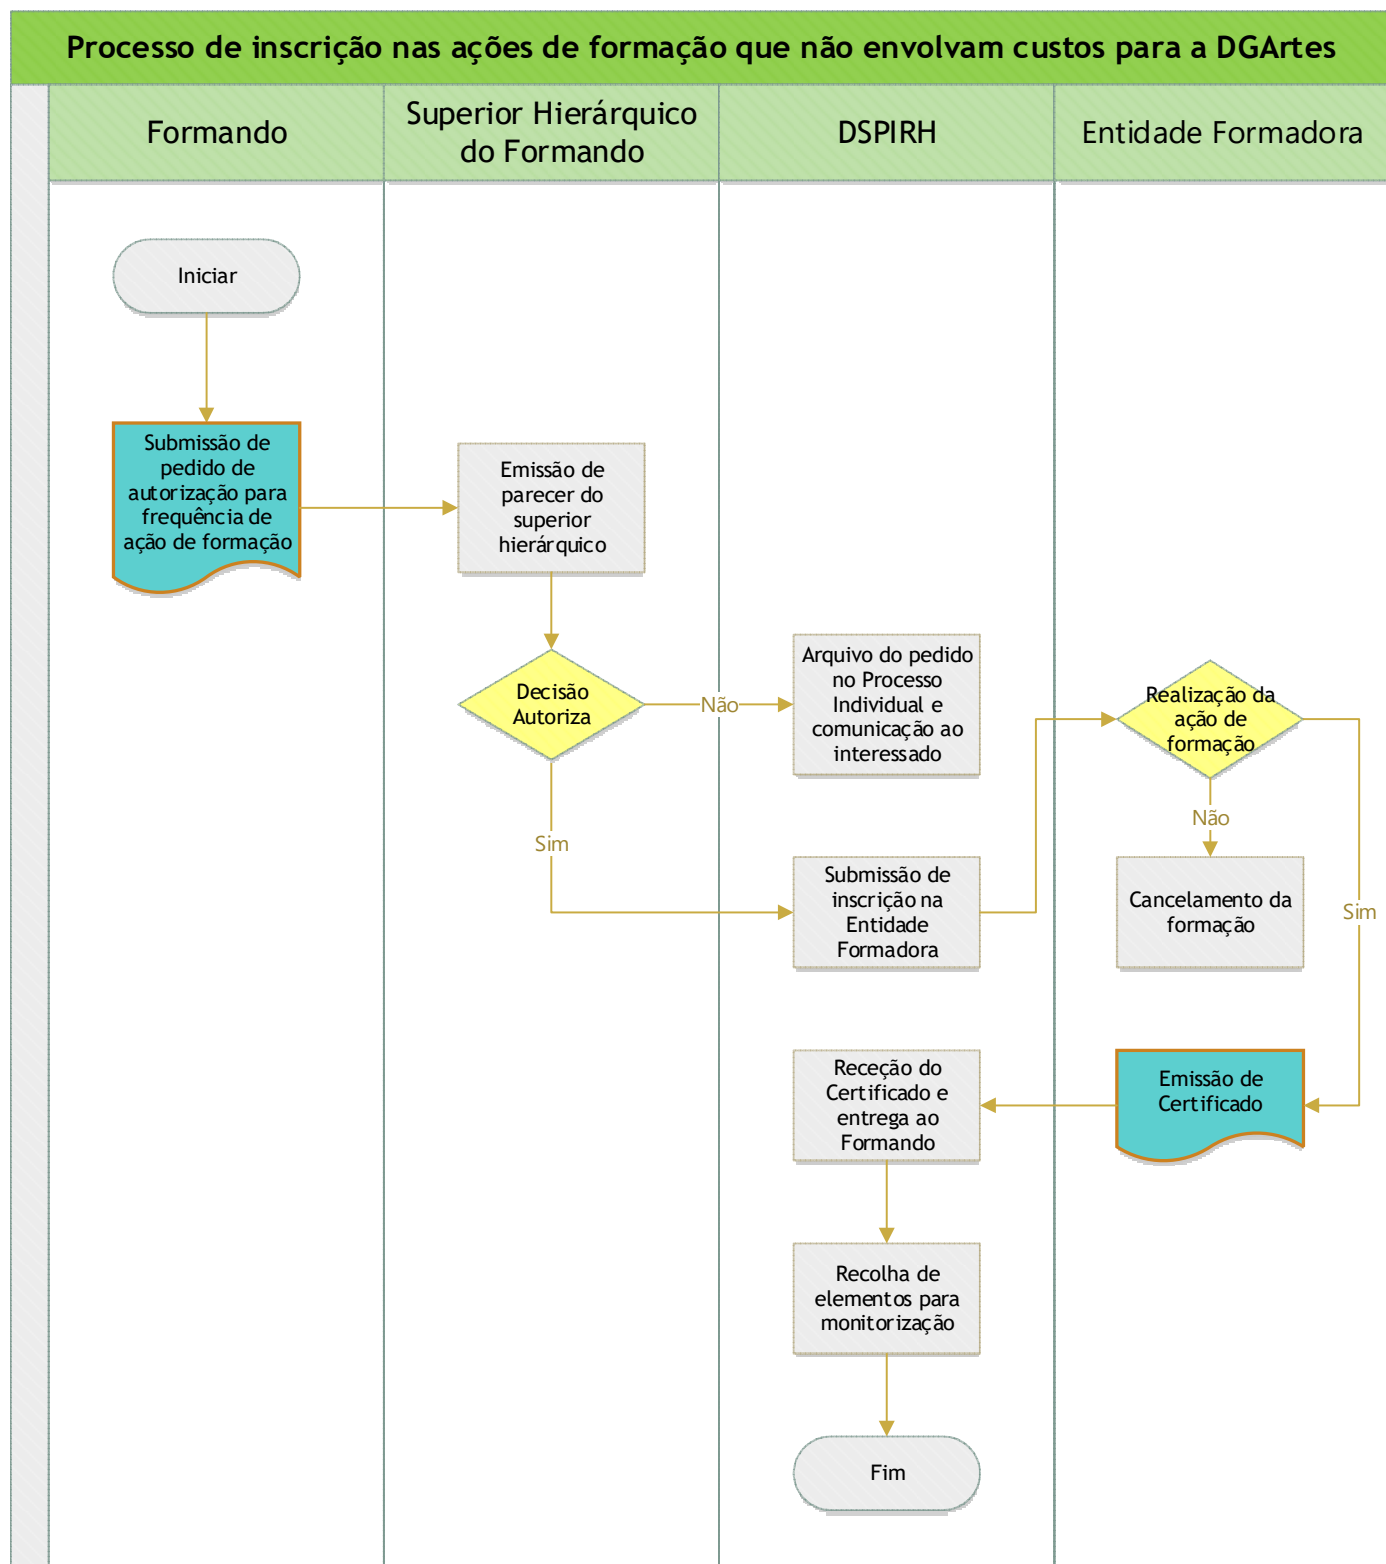 Processo de inscrição nas ações de formação que não envolvam custos para a DGArtes
Formando
Superior Hierárquico
do Formando
DSPIRH
Entidade Formadora
Iniciar
Submissão de
pedido de
autorização para
frequência de
ação de formação
Emissão de
parecer do
superior
hierárquico
Decisão
Autoriza
Não
Sim
Arquivo do pedido
no Processo
Individual e
comunicação ao
interessado
Submissão de
inscrição na
Entidade
Formadora
Realização da
ação de
formação
Não
Sim
Cancelamento da
formação
Emissão de
Certificado
Receção do
Certificado e
entrega ao
Formando
Recolha de
elementos para
monitorização
Fim